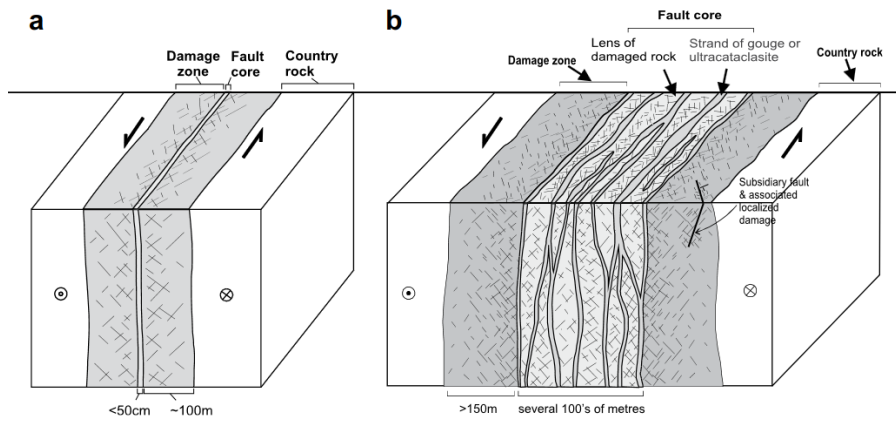 a
Damage
zone
Fault
core
Country
rock
<50cm
~100m
b
Fault core
Damage zone
Lens of
damaged rock
Strand of gouge or
ultracataclasite
Country rock
Subsidiary fault
& associated
localized
damage
>150m
several 100's of metres